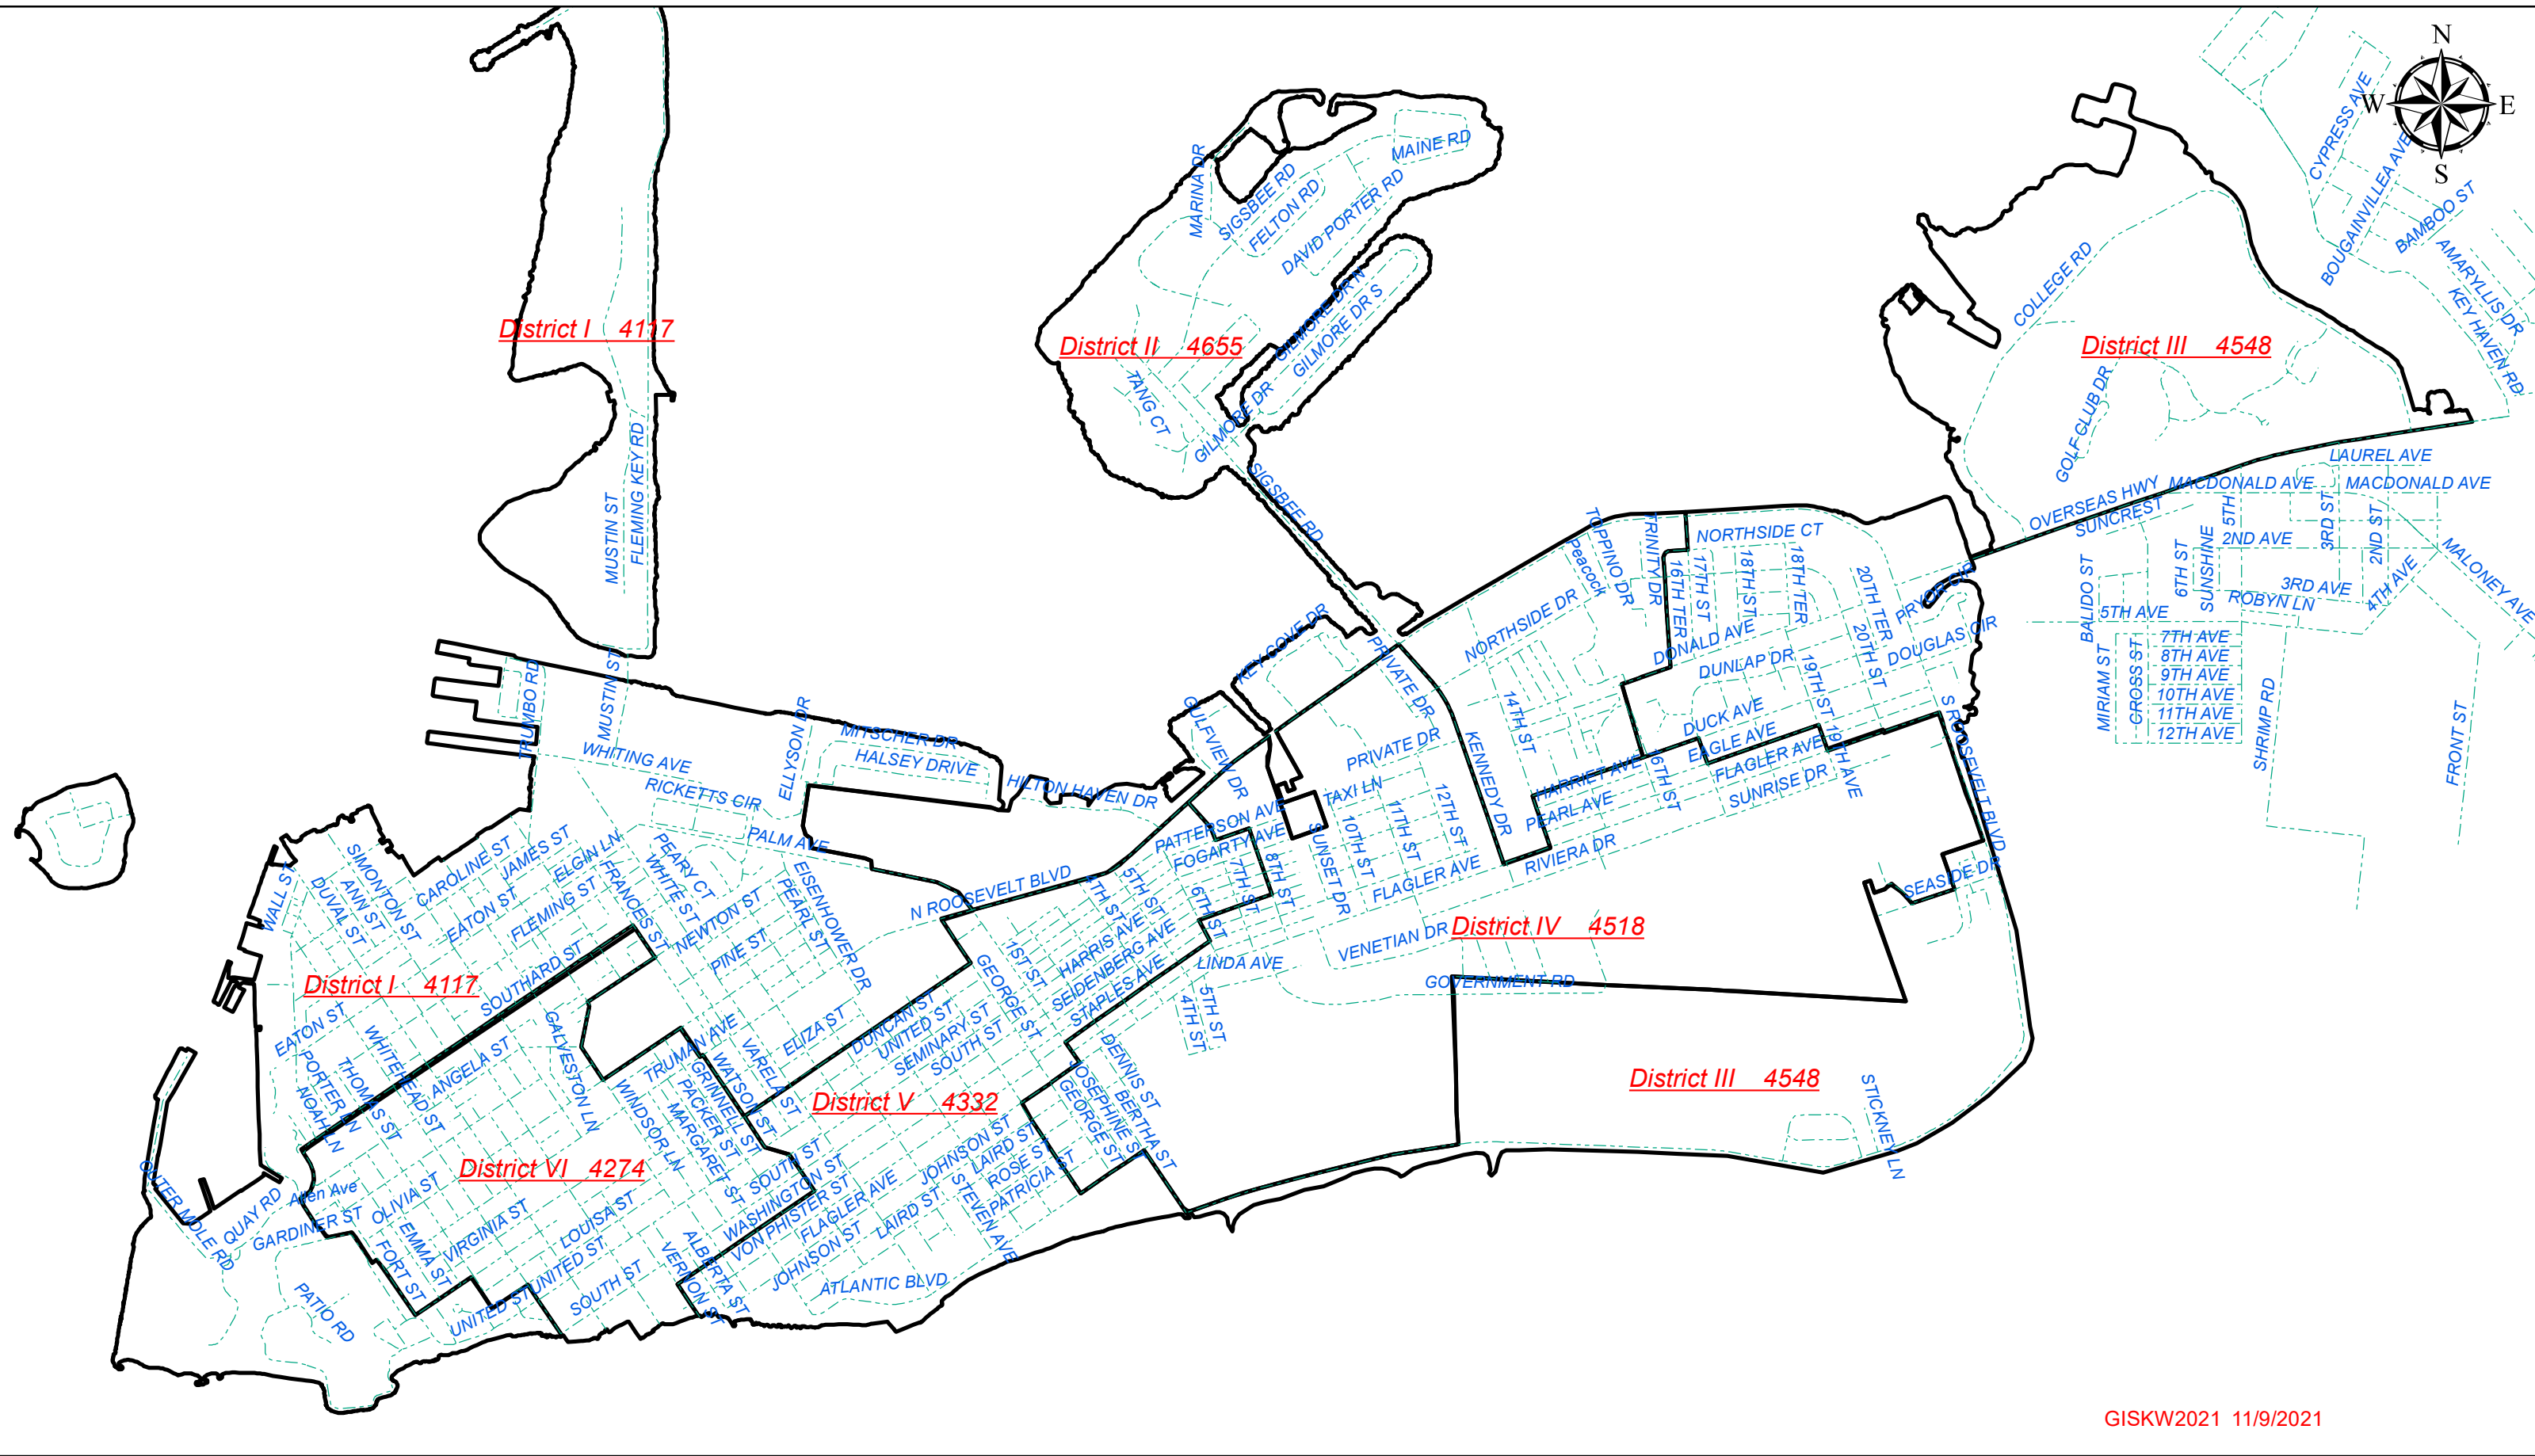 N
W
E
S
CYPRESS AVE
BOUGAINVILLEA AVE
BAMBOO ST
AMARYLLIS DR
KEY HAVEN RD
MARINA DR
MAINE RD
SIGSBEE RD
FELTON RD
DAVID PORTER RD
GILMORE DR N
GILMORE DR S
GILMORE DR
TANG CT
SIGSBEE RD
District I 4117
District II 4655
District III 4548
COLLEGE RD
GOLF CLUB DR
MUSTIN ST
FLEMING KEY RD
OVERSEAS HWY
SUNCREST
LAUREL AVE
MACDONALD AVE
MACDONALD AVE
5TH
3RD ST
2ND ST
2ND AVE
6TH ST
SUNSHINE
3RD AVE
4TH AVE
ROBYN LN
MALONEY AVE
BALIDO ST
5TH AVE
MIRIAM ST
CROSS ST
7TH AVE
8TH AVE
9TH AVE
10TH AVE
11TH AVE
12TH AVE
SHRIMP RD
FRONT ST
TOPPINO DR
Peacock
TRINITY DR
NORTHSIDE CT
16TH TER
17TH ST
18TH ST
18TH TER
20TH TER
20TH ST
PRYOR CIR
DOUGLAS CIR
NORTHSIDE DR
DONALD AVE
DUNLAP DR
19TH ST
DUCK AVE
EAGLE AVE
FLAGLER AVE
19TH AVE
SUNRISE DR
S ROOSEVELT BLVD
14TH ST
16TH ST
HARRIET AVE
PEARL AVE
RIVIERA DR
KENNEDY DR
PRIVATE DR
PRIVATE DR
TAXI LN
12TH ST
11TH ST
10TH ST
SUNSET DR
FLAGLER AVE
KEY COVE DR
GULFVIEW DR
HILTON HAVEN DR
TRUMBO RD
MUSTIN ST
WHITING AVE
ELLYSON DR
MITSCHER DR
HALSEY DRIVE
RICKETTS CIR
PALM AVE
N ROOSEVELT BLVD
PATTERSON AVE
FOGARTY AVE
4TH ST
5TH ST
6TH ST
7TH ST
8TH ST
HARRIS AVE
SEIDENBERG AVE
STAPLES AVE
1ST ST
GEORGE ST
LINDA AVE
5TH ST
4TH ST
VENETIAN DR
District IV 4518
GOVERNMENT RD
SEASIDE DR
District III 4548
STICKNEY LN
WALL ST
SIMONTON ST
ANN ST
DUVAL ST
CAROLINE ST
JAMES ST
EATON ST
ELGIN LN
FLEMING ST
FRANCES ST
WHITE ST
PEARY CT
NEWTON ST
PINE ST
PEARL ST
EISENHOWER DR
District I 4117
SOUTHARD ST
EATON ST
PORTER LN
NOAH LN
THOMAS ST
WHITEHEAD ST
ANGELA ST
GALVESTON LN
TRUMAN AVE
VARELA ST
WATSON ST
GRINNELL ST
PACKER ST
MARGARET ST
WINDSOR LN
ELIZA ST
DUNCAN ST
UNITED ST
SEMINARY ST
SOUTH ST
District V 4332
DENNIS ST
BERTHA ST
JOSEPHINE ST
GEORGE ST
JOHNSON ST
LAIRD ST
ROSE ST
PATRICIA ST
STEVEN AVE
LAIRD ST
SOUTH ST
WASHINGTON ST
VON PHISTER ST
FLAGLER AVE
JOHNSON ST
ATLANTIC BLVD
ALBERTA ST
VERNON ST
District VI 4274
OUTER MOLE RD
QUAY RD
Allen Ave
GARDINER ST
OLIVIA ST
EMMA ST
FORT ST
VIRGINIA ST
LOUISA ST
UNITED ST
UNITED ST
SOUTH ST
PATIO RD
GISKW2021 11/9/2021